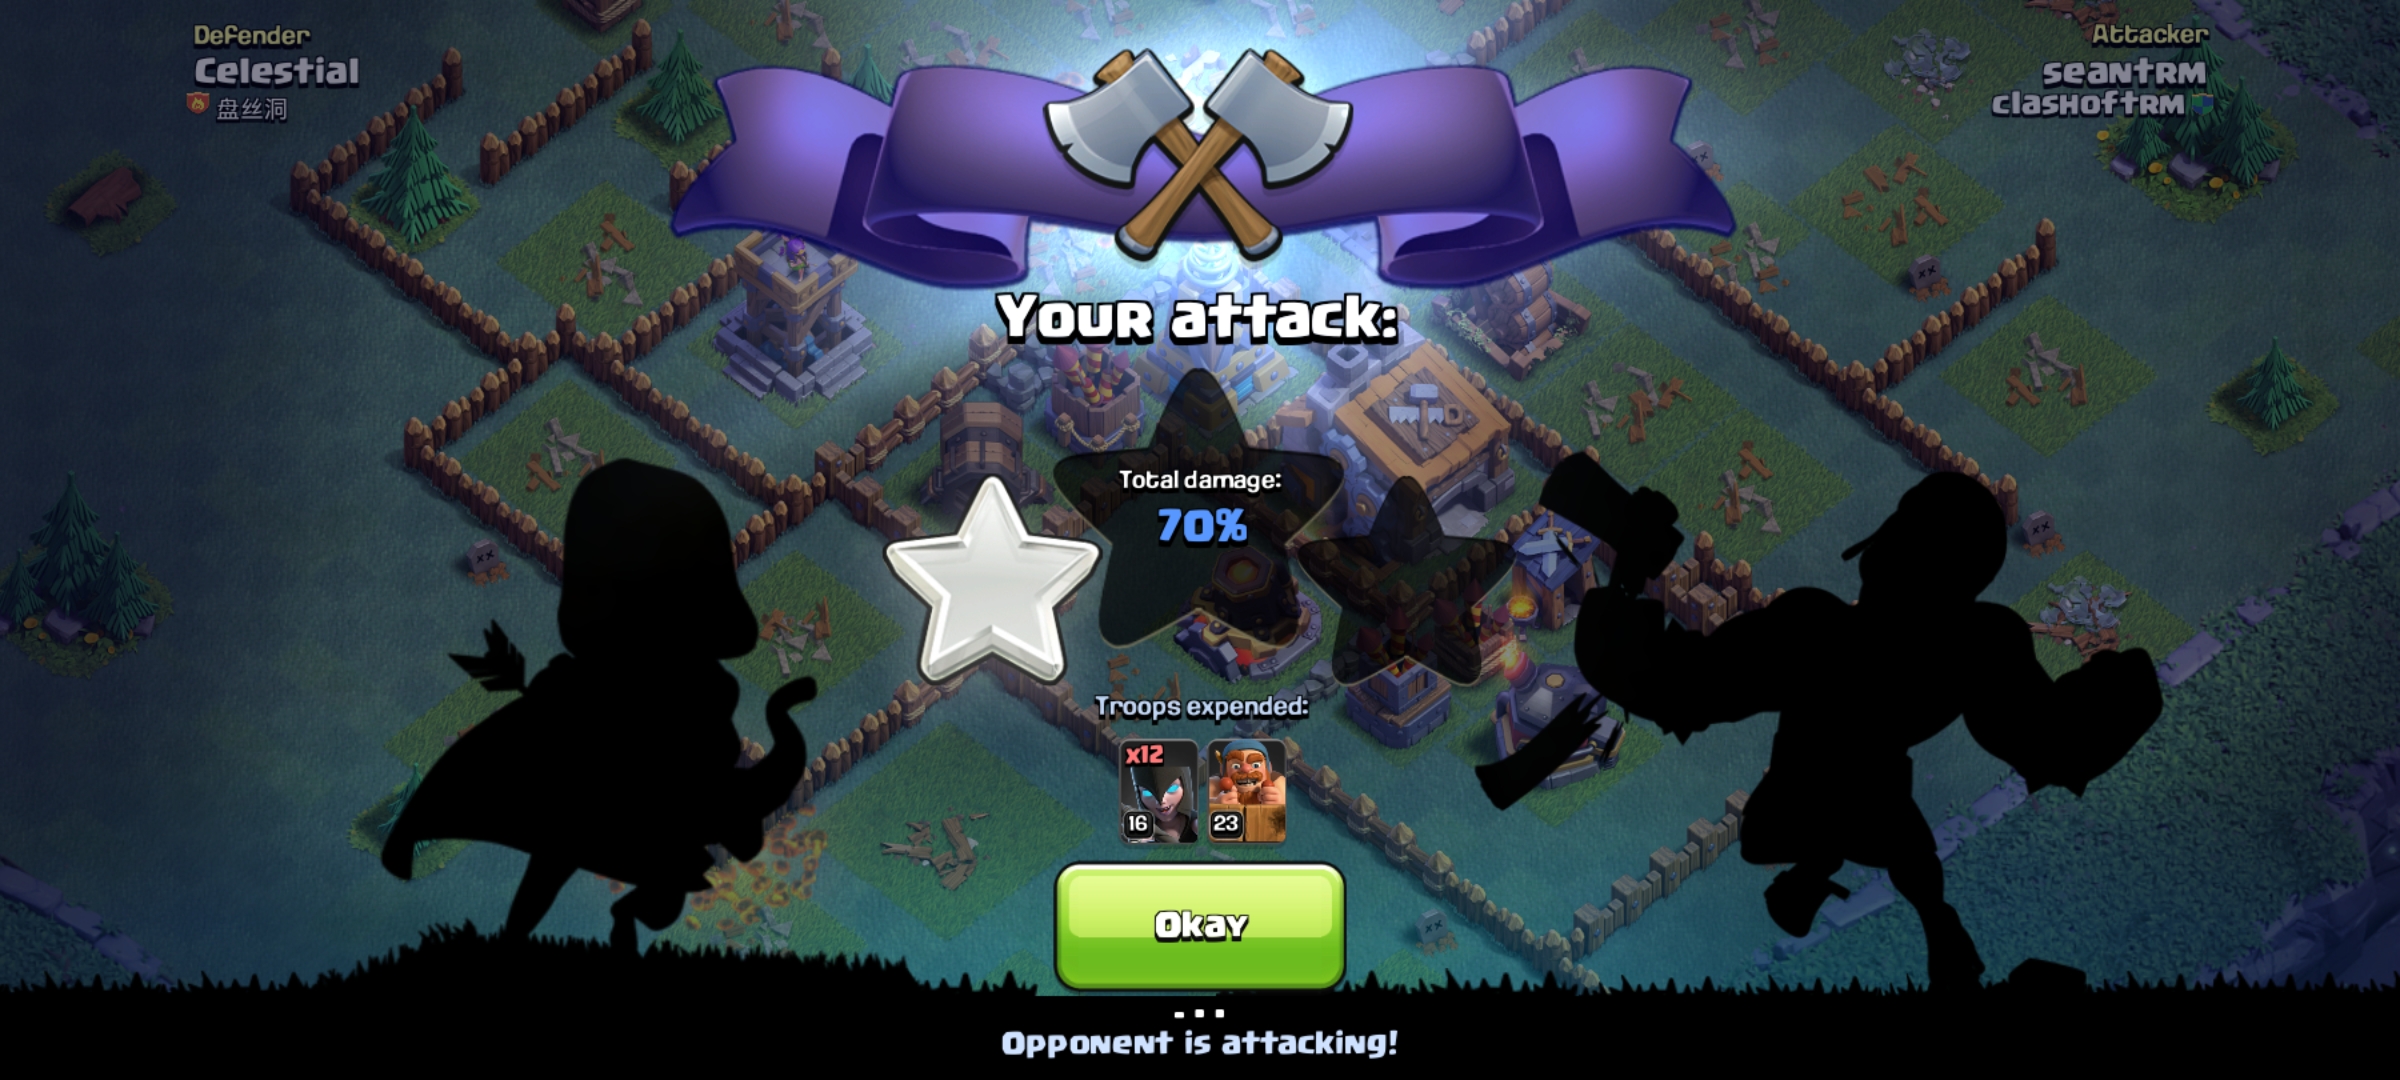 Defender
Celestial
盘丝洞
Attacker
seantRM
clashoftRM
Your attack:
Total damage:
70%
Troops expended:
x12
16
23
Okay
...
Opponent is attacking!